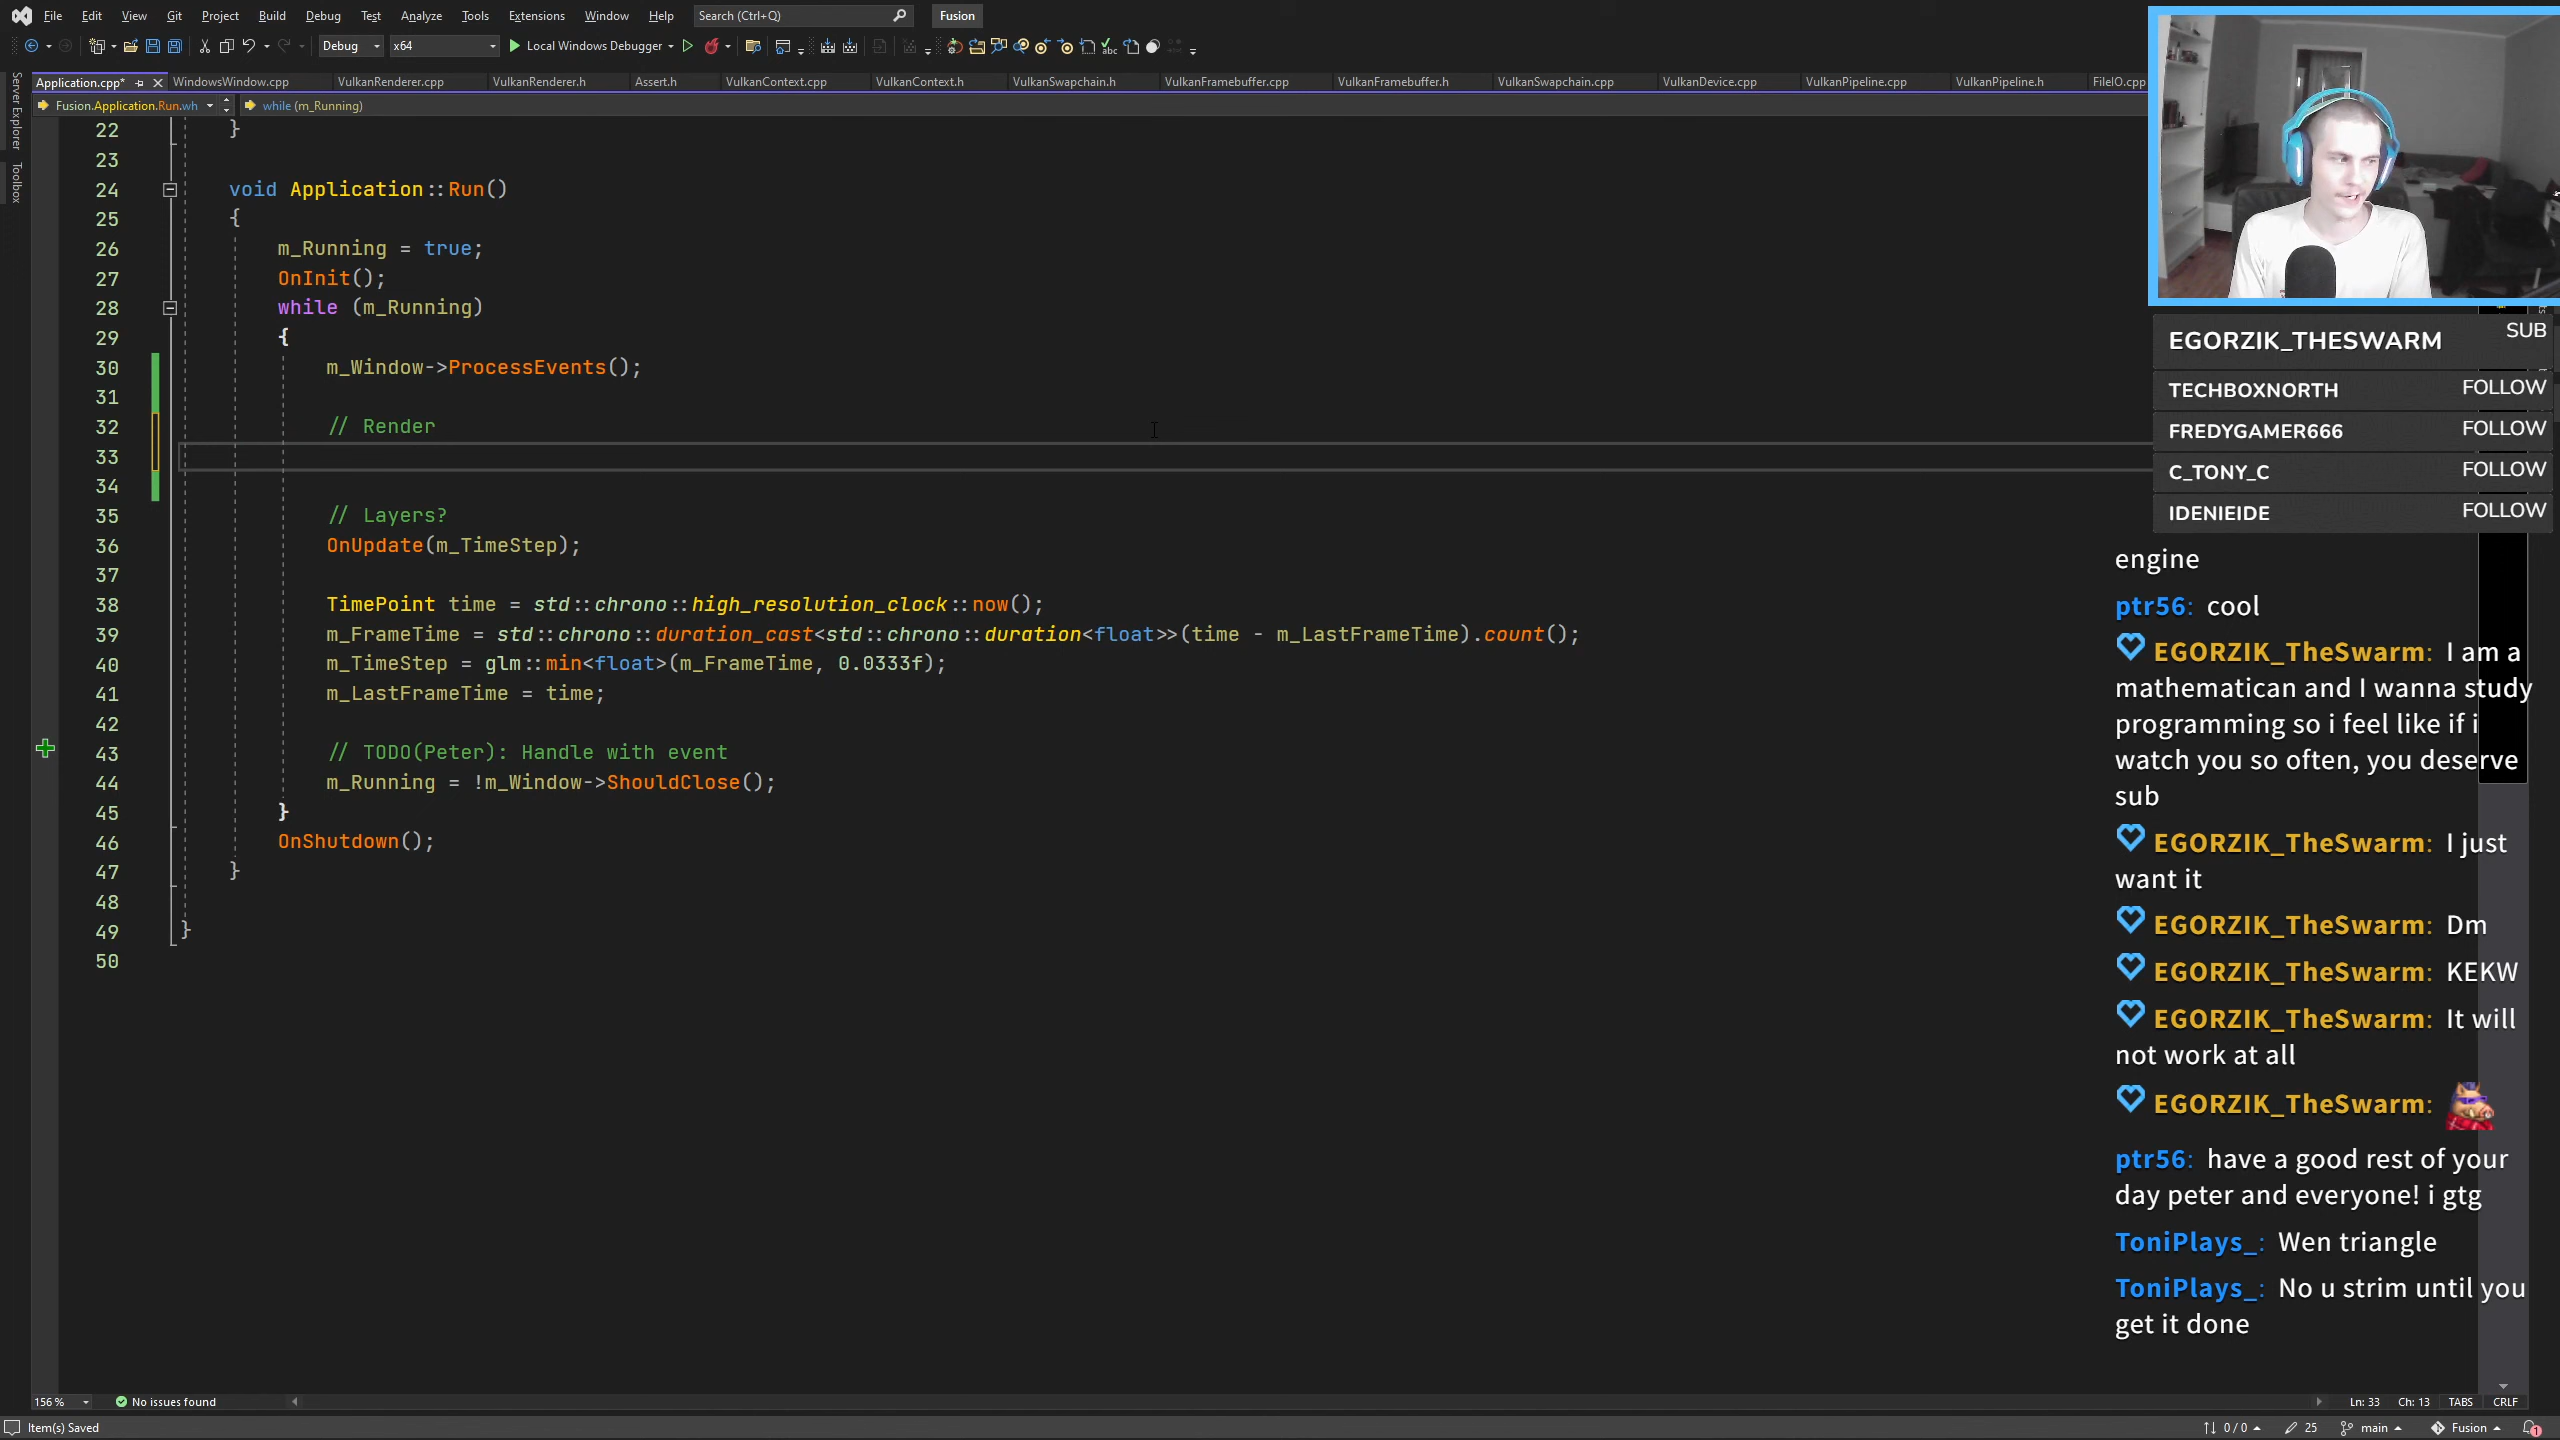 File Edit View Git Project Build Debug Test Analyze Tools Extensions Window Help Search (Ctrl+Q) Fusion
Debug x64 Local Windows Debugger
Application.cpp* WindowsWindow.cpp VulkanRenderer.cpp VulkanRenderer.h Assert.h VulkanContext.cpp VulkanContext.h VulkanSwapchain.h VulkanFramebuffer.cpp VulkanFramebuffer.h VulkanSwapchain.cpp VulkanDevice.cpp VulkanPipeline.cpp VulkanPipeline.h FileIO.cpp
Fusion.Application.Run.wh while (m_Running)
Server Explorer
Toolbox
22 }
23
24 void Application::Run()
25 {
26 m_Running = true;
27 OnInit();
28 while (m_Running)
29 {
30 m_Window->ProcessEvents();
31
32 // Render
33
34
35 // Layers?
36 OnUpdate(m_TimeStep);
37
38 TimePoint time = std::chrono::high_resolution_clock::now();
39 m_FrameTime = std::chrono::duration_cast<std::chrono::duration<float>>(time - m_LastFrameTime).count();
40 m_TimeStep = glm::min<float>(m_FrameTime, 0.0333f);
41 m_LastFrameTime = time;
42
43 // TODO(Peter): Handle with event
44 m_Running = !m_Window->ShouldClose();
45 }
46 OnShutdown();
47 }
48
49 }
50
EGORZIK_THESWARM SUB
TECHBOXNORTH FOLLOW
FREDYGAMER666 FOLLOW
C_TONY_C FOLLOW
IDENIEIDE FOLLOW
engine
ptr56: cool
EGORZIK_TheSwarm: I am a
mathematican and I wanna study
programming so i feel like if i
watch you so often, you deserve
sub
EGORZIK_TheSwarm: I just
want it
EGORZIK_TheSwarm: Dm
EGORZIK_TheSwarm: KEKW
EGORZIK_TheSwarm: It will
not work at all
EGORZIK_TheSwarm:
ptr56: have a good rest of your
day peter and everyone! i gtg
ToniPlays_: Wen triangle
ToniPlays_: No u strim until you
get it done
156 % No issues found Ln: 33 Ch: 13 TABS CRLF
Item(s) Saved 0 / 0 25 main Fusion 1